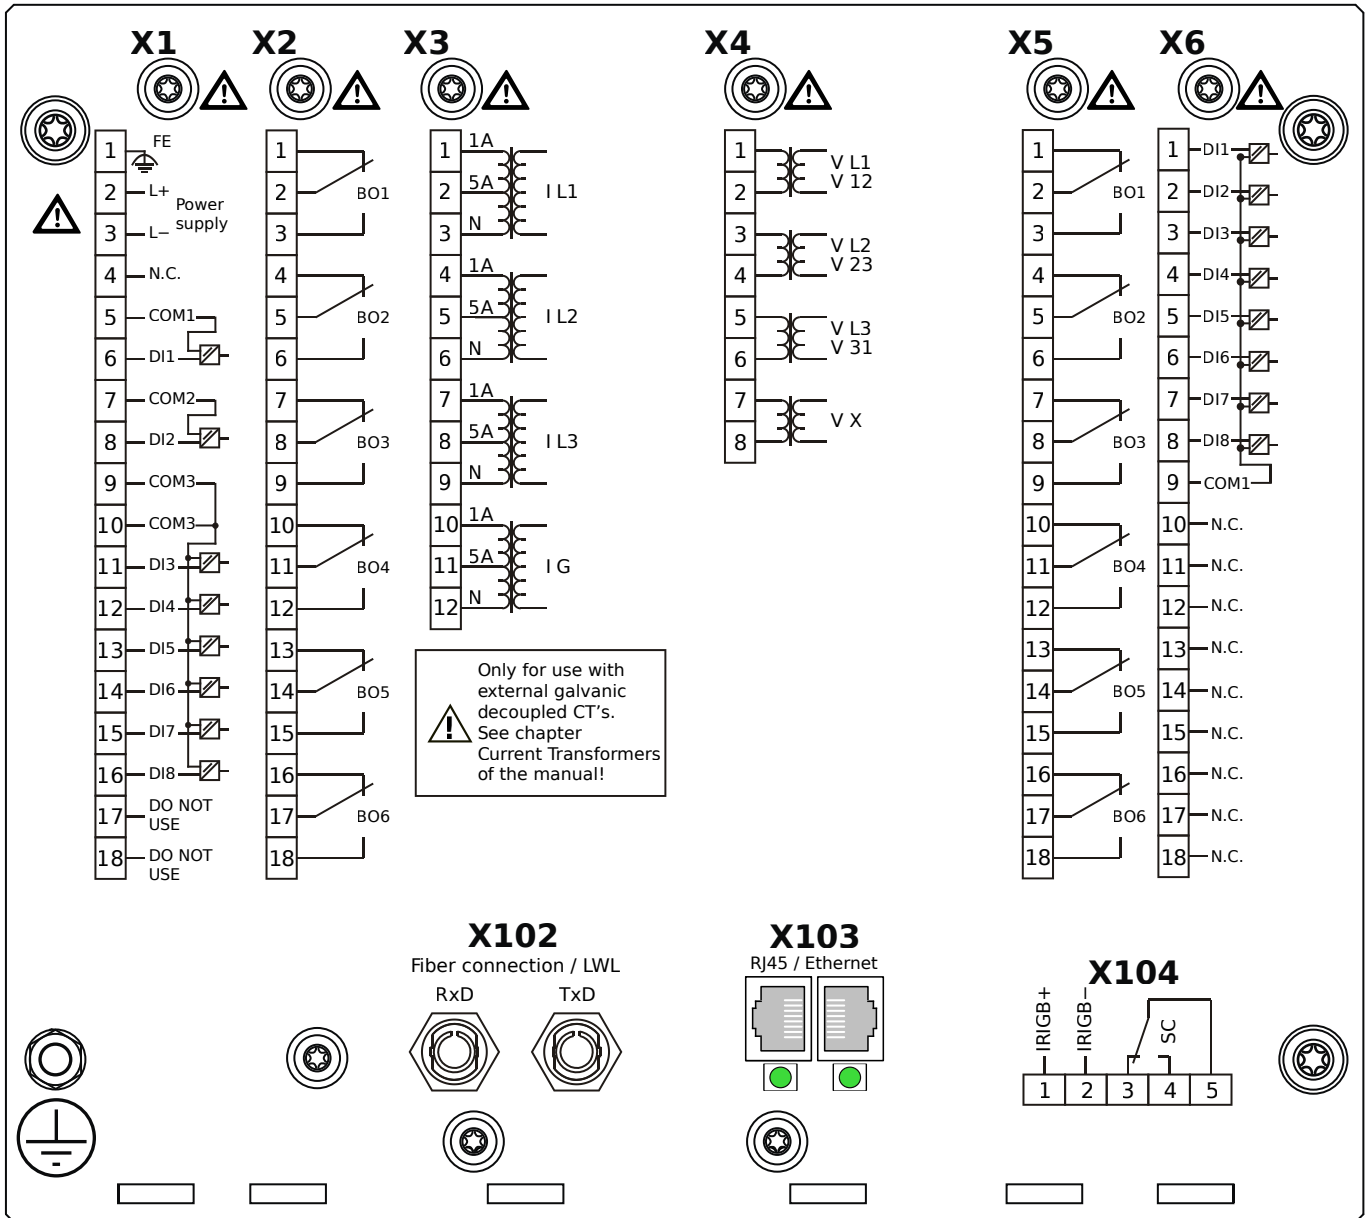 X1 X2 X3 X4 X5 X6
1 FE
2 L+
Power
supply
3 L−
4 N.C.
5 COM1
6 DI1
7 COM2
8 DI2
9 COM3
10 COM3
11 DI3
12 DI4
13 DI5
14 DI6
15 DI7
16 DI8
17 DO NOT
USE
18 DO NOT
USE
1
2 BO1
3
4
5 BO2
6
7
8 BO3
9
10
11 BO4
12
13
14 BO5
15
16
17 BO6
18
1 1A
2 5A I L1
3 N
4 1A
5 5A I L2
6 N
7 1A
8 5A I L3
9 N
10 1A
11 5A I G
12 N
Only for use with
external galvanic
decoupled CT's.
See chapter
Current Transformers
of the manual!
1 V L1
2 V 12
3 V L2
4 V 23
5 V L3
6 V 31
7 V X
8
1
2 BO1
3
4
5 BO2
6
7
8 BO3
9
10
11 BO4
12
13
14 BO5
15
16
17 BO6
18
1 DI1
2 DI2
3 DI3
4 DI4
5 DI5
6 DI6
7 DI7
8 DI8
9 COM1
10 N.C.
11 N.C.
12 N.C.
13 N.C.
14 N.C.
15 N.C.
16 N.C.
17 N.C.
18 N.C.
X102
Fiber connection / LWL
RxD TxD
X103
RJ45 / Ethernet
X104
IRIGB+
IRIGB−
SC
1 2 3 4 5